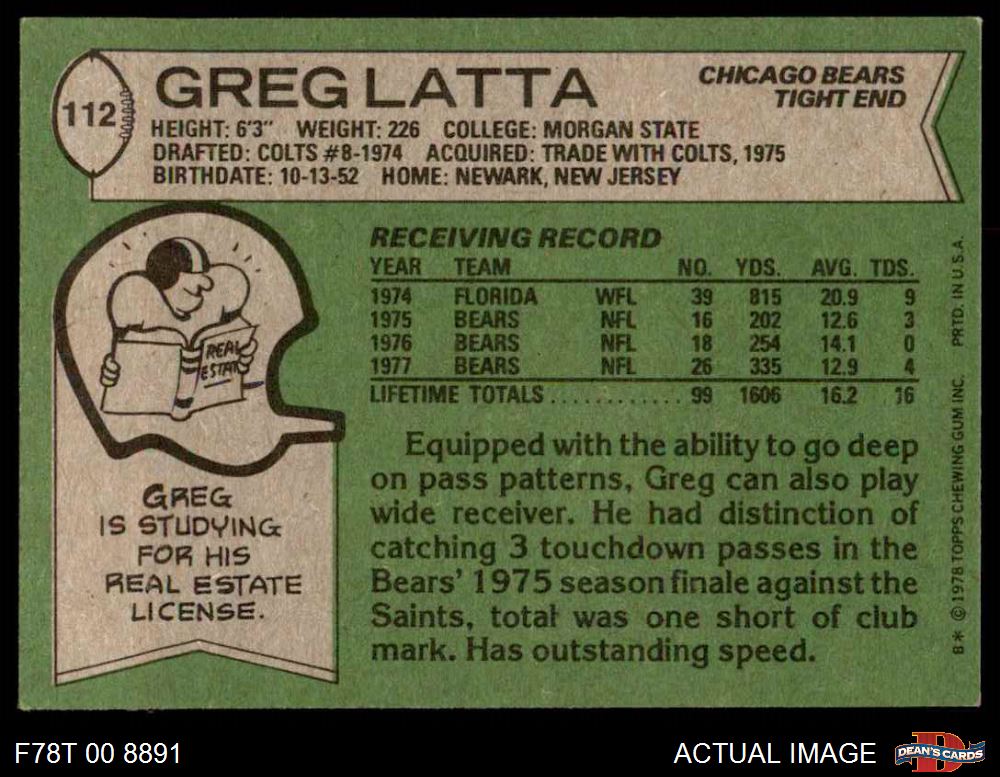 112
GREG LATTA
CHICAGO BEARS
TIGHT END
HEIGHT: 6'3" WEIGHT: 226 COLLEGE: MORGAN STATE
DRAFTED: COLTS #8-1974 ACQUIRED: TRADE WITH COLTS, 1975
BIRTHDATE: 10-13-52 HOME: NEWARK, NEW JERSEY
REAL
ESTATE
GREG
IS STUDYING
FOR HIS
REAL ESTATE
LICENSE.
RECEIVING RECORD
YEAR TEAM NO. YDS. AVG. TDS.
1974 FLORIDA WFL 39 815 20.9 9
1975 BEARS NFL 16 202 12.6 3
1976 BEARS NFL 18 254 14.1 0
1977 BEARS NFL 26 335 12.9 4
LIFETIME TOTALS............ 99 1606 16.2 16
Equipped with the ability to go deep
on pass patterns, Greg can also play
wide receiver. He had distinction of
catching 3 touchdown passes in the
Bears' 1975 season finale against the
Saints, total was one short of club
mark. Has outstanding speed.
B* © 1978 TOPPS CHEWING GUM INC. PRTD. IN U.S.A.
F78T 00 8891
ACTUAL IMAGE
D
DEAN'S CARDS